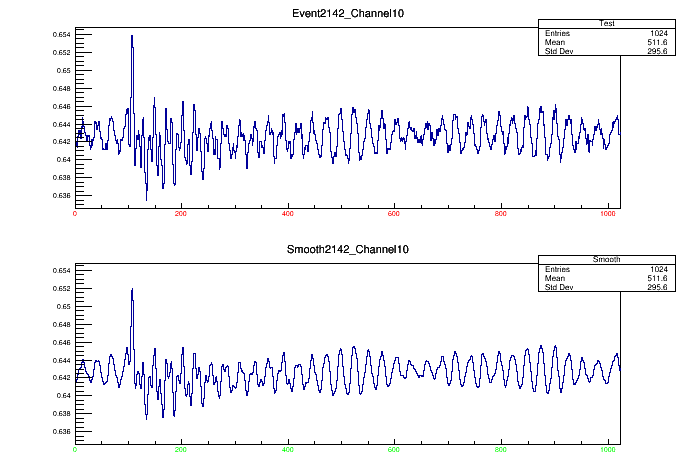 Event2142_Channel10
Test
Entries 1024
Mean 511.6
Std Dev 295.6
0.654
0.652
0.65
0.648
0.646
0.644
0.642
0.64
0.638
0.636
0 200 400 600 800 1000
Smooth2142_Channel10
Smooth
Entries 1024
Mean 511.6
Std Dev 295.6
0.654
0.652
0.65
0.648
0.646
0.644
0.642
0.64
0.638
0.636
0 200 400 600 800 1000